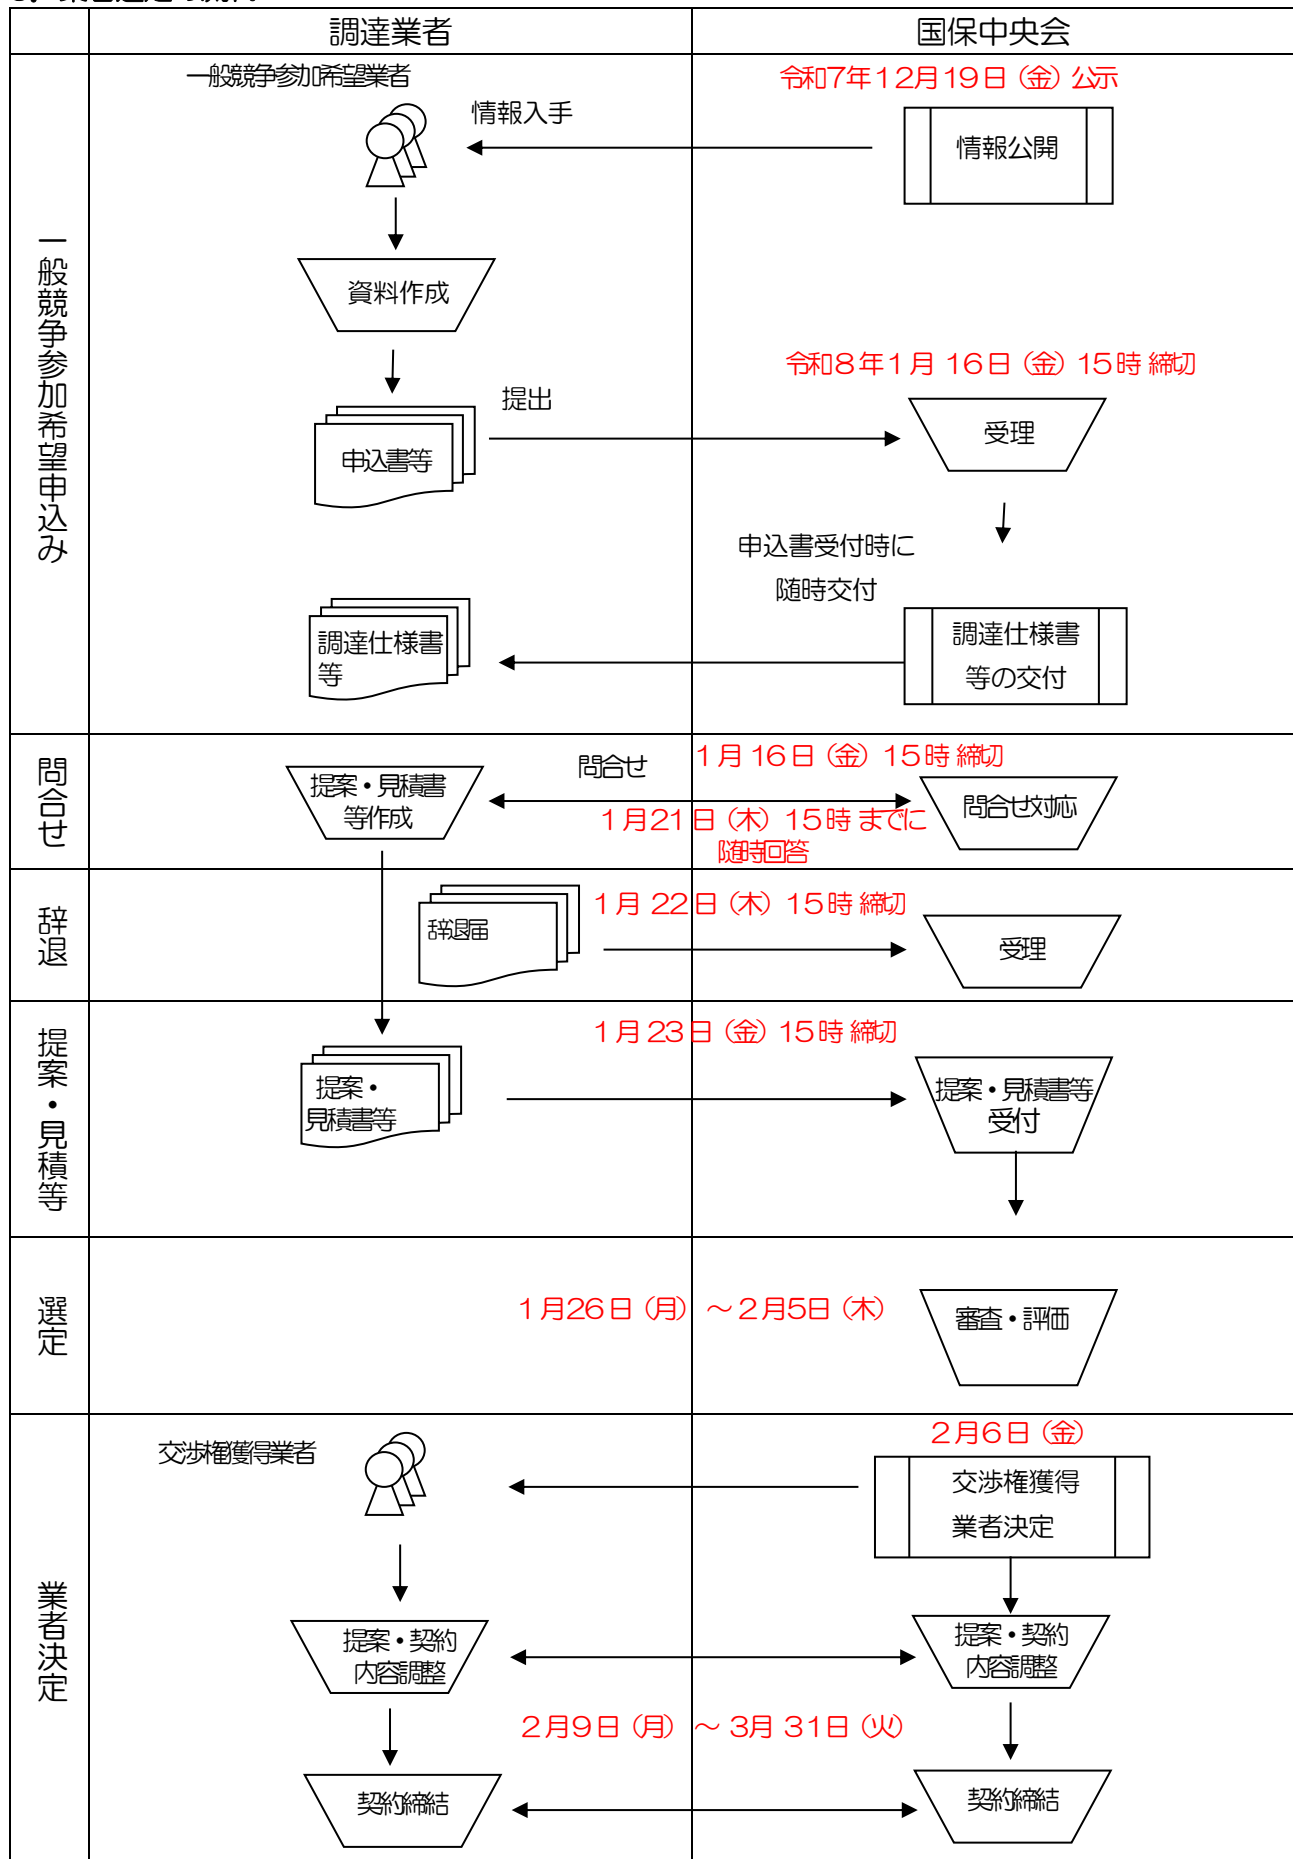 調達業者
国保中央会
一般競争参加希望申込み
一般競争参加希望業者
令和7年12月19日（金）公示
情報入手
情報公開
資料作成
令和8年1月16日（金）15時 締切
提出
申込書等
受理
申込書受付時に
随時交付
調達仕様書
等
調達仕様書
等の交付
問合せ
提案・見積書
等作成
問合せ
1月16日（金）15時 締切
問合せ対応
1月21日（木）15時 までに
随時回答
辞退
辞退届
1月22日（木）15時 締切
受理
提案・見積等
1月23日（金）15時 締切
提案・
見積書等
提案・見積書等
受付
選定
1月26日（月）～2月5日（木）
審査・評価
業者決定
交渉権獲得業者
2月6日（金）
交渉権獲得
業者決定
提案・契約
内容調整
提案・契約
内容調整
2月9日（月）～3月31日（火）
契約締結
契約締結